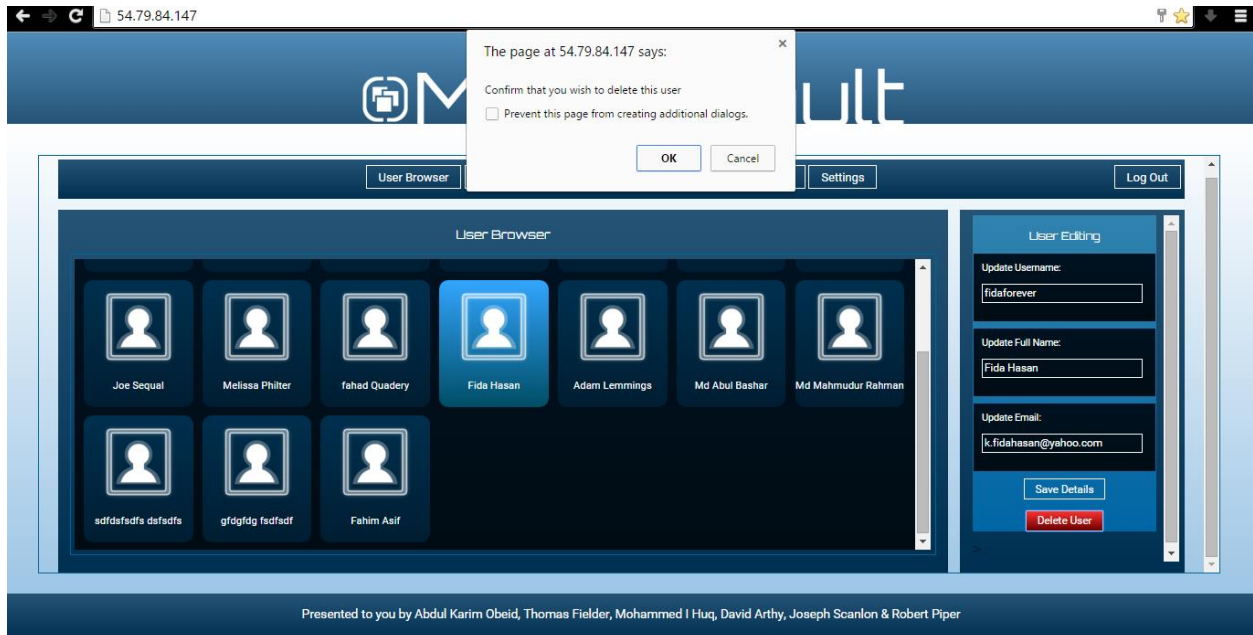 54.79.84.147
The page at 54.79.84.147 says:
Confirm that you wish to delete this user
Prevent this page from creating additional dialogs.
OK Cancel
User Browser Settings Log Out
User Browser
Joe Sequal Melissa Philter fahad Quadery Fida Hasan Adam Lemmings Md Abul Bashar Md Mahmudur Rahman
sdfdsfsdfs dsfsdfs gfdgfdg fsdfsdf Fahim Asif
User Editing
Update Username:
fidaforever
Update Full Name:
Fida Hasan
Update Email:
k.fidahasan@yahoo.com
Save Details
Delete User
>
Presented to you by Abdul Karim Obeid, Thomas Fielder, Mohammed I Huq, David Arthy, Joseph Scanlon & Robert Piper